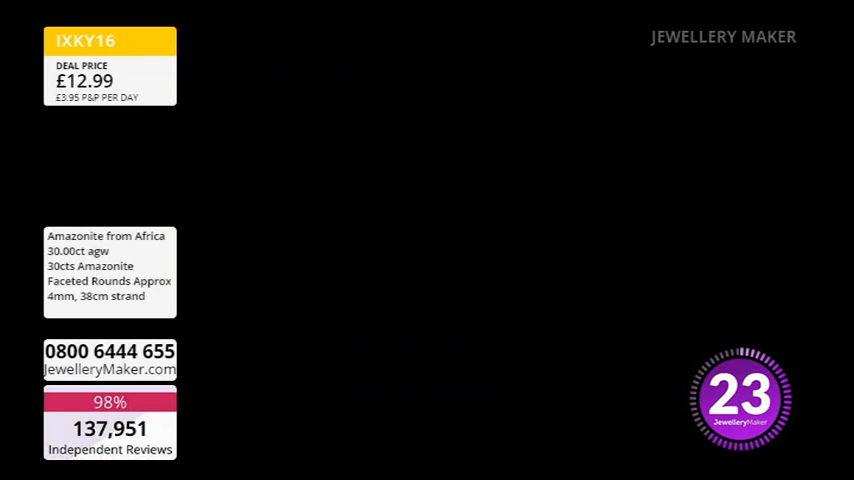 IXKY16
JEWELLERY MAKER
DEAL PRICE
£12.99
£3.95 P&P PER DAY
Amazonite from Africa
30.00ct agw
30cts Amazonite
Faceted Rounds Approx
4mm, 38cm strand
0800 6444 655
JewelleryMaker.com
98%
137,951
Independent Reviews
23
JewelleryMaker